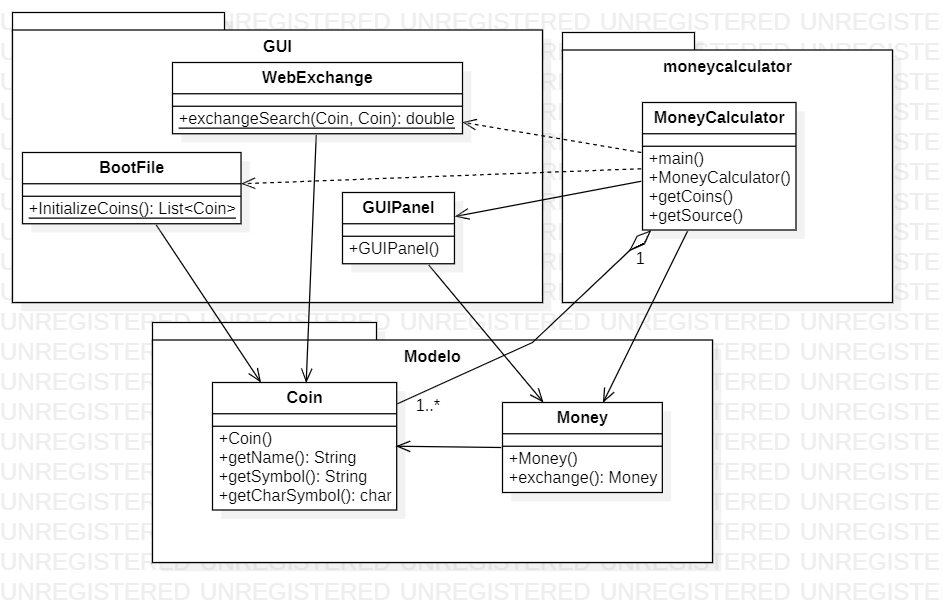 GUI
WebExchange
+exchangeSearch(Coin, Coin): double
BootFile
+InitializeCoins(): List<Coin>
GUIPanel
+GUIPanel()
moneycalculator
MoneyCalculator
+main()
+MoneyCalculator()
+getCoins()
+getSource()
1
Modelo
1..*
Coin
+Coin()
+getName(): String
+getSymbol(): String
+getCharSymbol(): char
Money
+Money()
+exchange(): Money
UNREGISTERED UNREGISTERED UNREGISTERED UNREGISTERED UNREGISTE